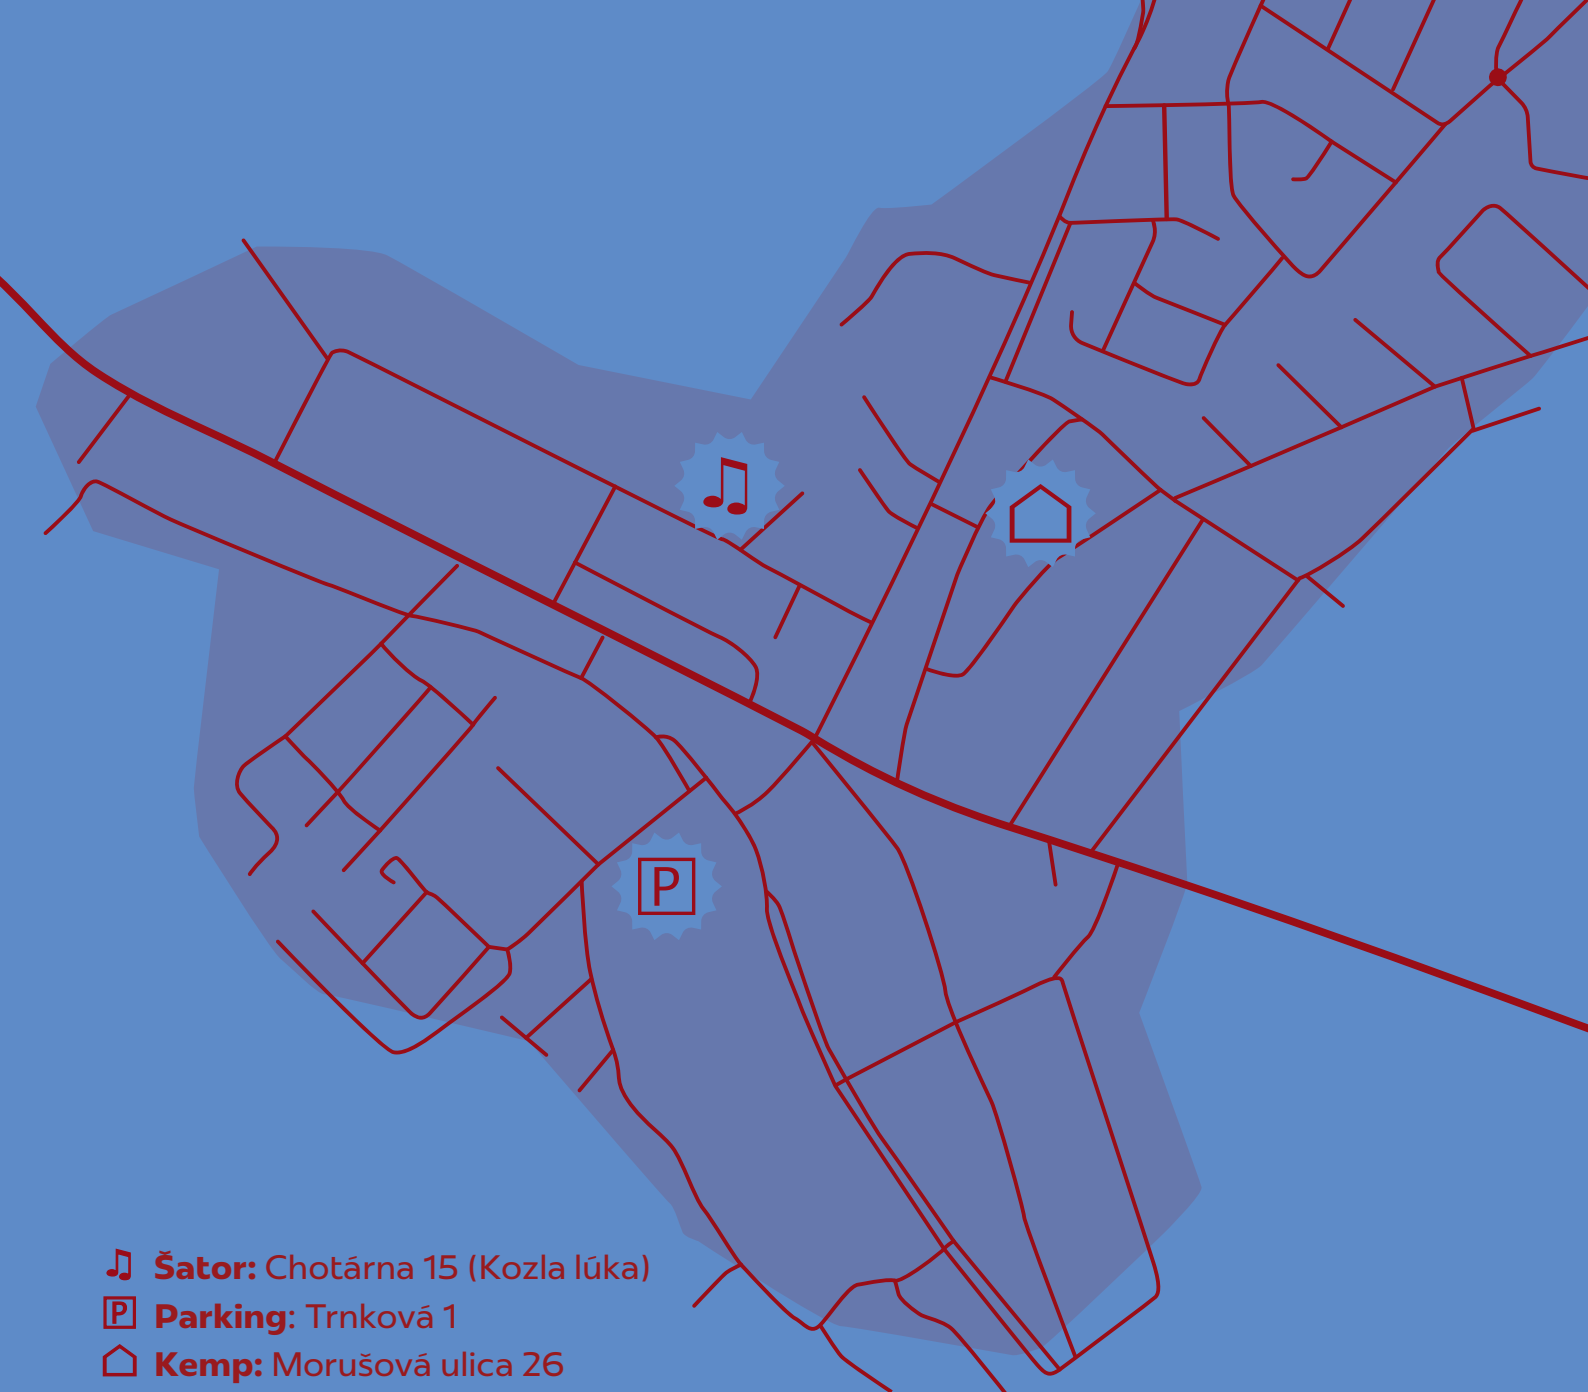 P
Šator: Chotárna 15 (Kozla lúka)
P Parking: Trnková 1
Kemp: Morušová ulica 26